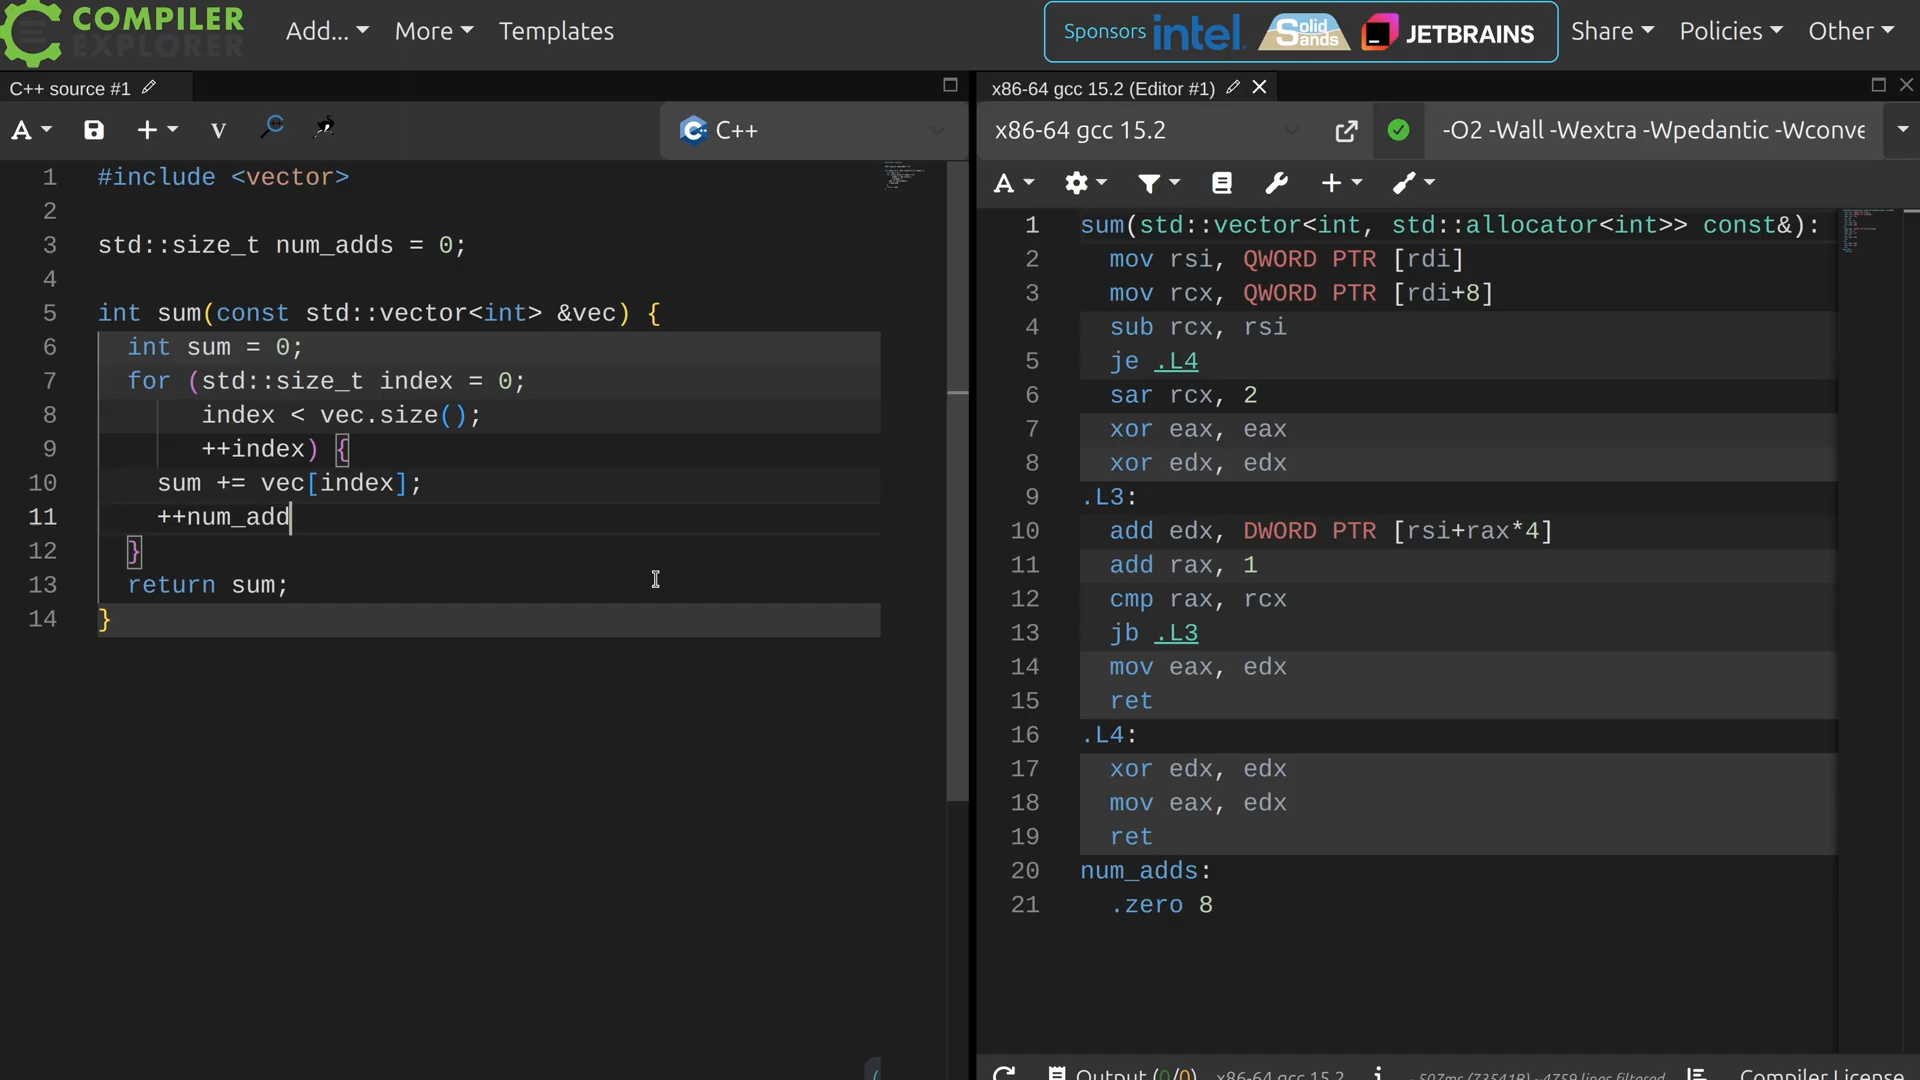 COMPILER
EXPLORER
Add...
More
Templates
Sponsors
intel.
Solid Sands
JETBRAINS
Share
Policies
Other
C++ source #1
x86-64 gcc 15.2 (Editor #1)
A
+
V
C++
x86-64 gcc 15.2
-O2 -Wall -Wextra -Wpedantic -Wconve
1 #include <vector>
2
3 std::size_t num_adds = 0;
4
5 int sum(const std::vector<int> &vec) {
6 int sum = 0;
7 for (std::size_t index = 0;
8 index < vec.size();
9 ++index) {
10 sum += vec[index];
11 ++num_add
12 }
13 return sum;
14 }
A
+
1 sum(std::vector<int, std::allocator<int>> const&):
2 mov rsi, QWORD PTR [rdi]
3 mov rcx, QWORD PTR [rdi+8]
4 sub rcx, rsi
5 je .L4
6 sar rcx, 2
7 xor eax, eax
8 xor edx, edx
9 .L3:
10 add edx, DWORD PTR [rsi+rax*4]
11 add rax, 1
12 cmp rax, rcx
13 jb .L3
14 mov eax, edx
15 ret
16 .L4:
17 xor edx, edx
18 mov eax, edx
19 ret
20 num_adds:
21 .zero 8
Output (0/0) x86-64 gcc 15.2 i - 507ms (73541B) ~4759 lines filtered Compiler License